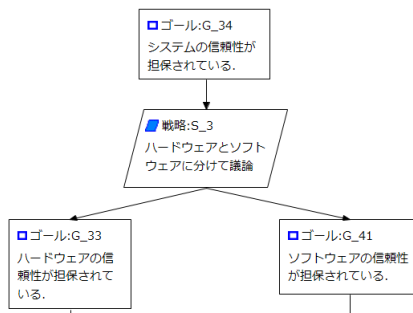 ゴール:G_34
システムの信頼性が
担保されている.
戦略:S_3
ハードウェアとソフト
ウェアに分けて議論
ゴール:G_33
ハードウェアの信
頼性が担保されて
いる.
ゴール:G_41
ソフトウェアの信頼性
が担保されている.